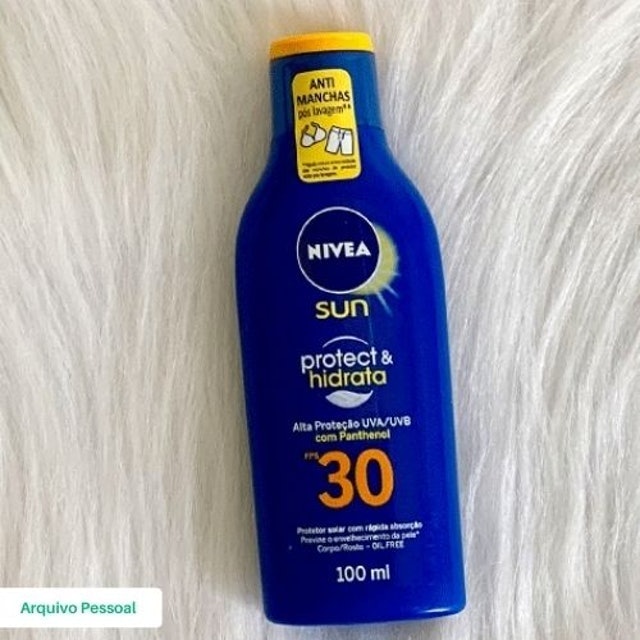 ANTI
MANCHAS
pós lavagem**
NIVEA
sun
protect &
hidrata
Alta Proteção UVA/UVB
com Panthenol
FPS
30
Protetor solar com rápida absorção
Previne o envelhecimento da pele*
Corpo/Rosto - OIL FREE
100 ml
Arquivo Pessoal